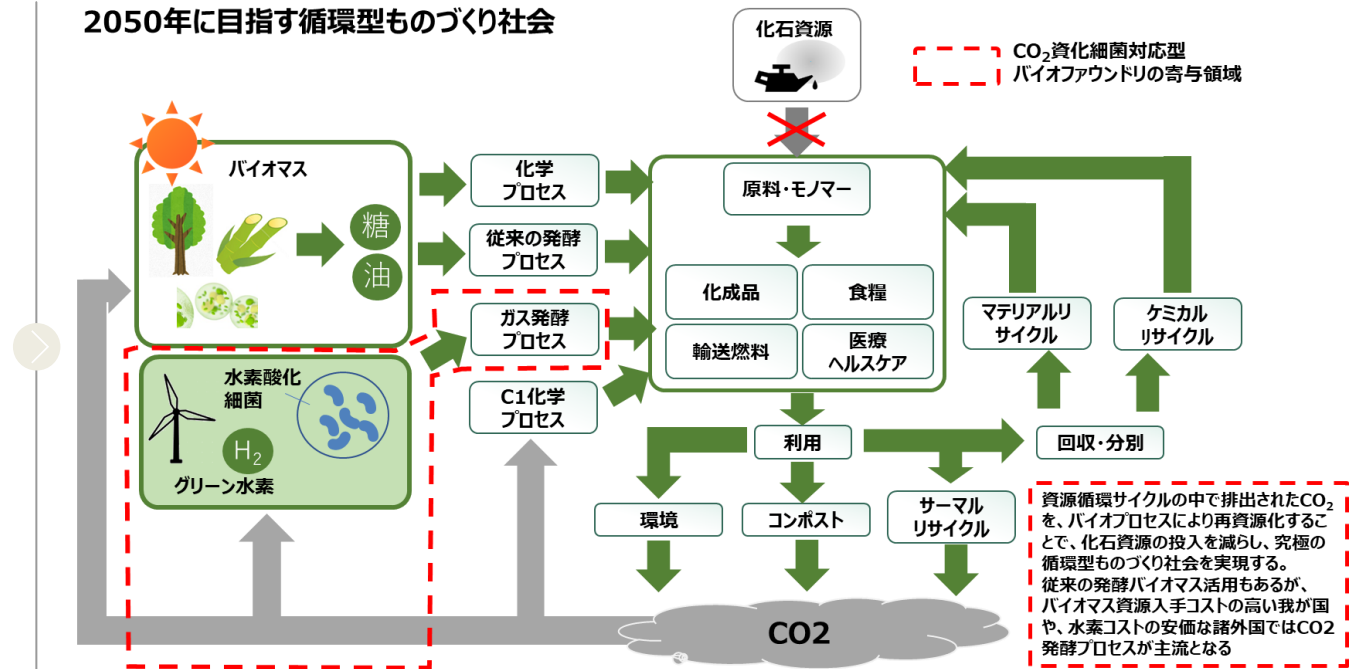 2050年に目指す循環型ものづくり社会
化石資源
CO₂資化細菌対応型
バイオファウンドリの寄与領域
バイオマス
糖
油
化学
プロセス
従来の発酵
プロセス
ガス発酵
プロセス
C1化学
プロセス
原料・モノマー
化成品
食糧
輸送燃料
医療
ヘルスケア
マテリアルリ
サイクル
ケミカル
リサイクル
水素酸化
細菌
H₂
グリーン水素
利用
回収・分別
環境
コンポスト
サーマル
リサイクル
CO2
資源循環サイクルの中で排出されたCO₂
を、バイオプロセスにより再資源化するこ
とで、化石資源の投入を減らし、究極の
循環型ものづくり社会を実現する。
従来の発酵バイオマス活用もあるが、
バイオマス資源入手コストの高い我が国
や、水素コストの安価な諸外国ではCO2
発酵プロセスが主流となる